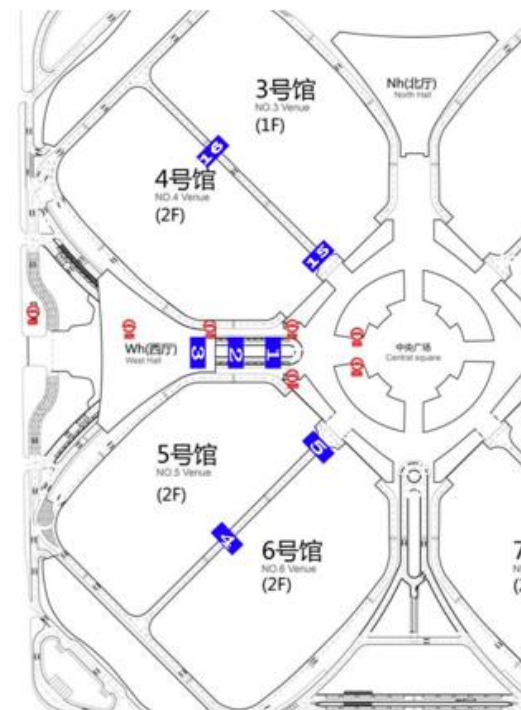 3号馆
NO.3 Venue
(1F)
Nh(北厅)
North Hall
16
4号馆
NO.4 Venue
(2F)
15
Wh(西厅)
West Hall
3
2
1
中央广场
Central square
5号馆
NO.5 Venue
(2F)
5
4
6号馆
NO.6 Venue
(2F)
7